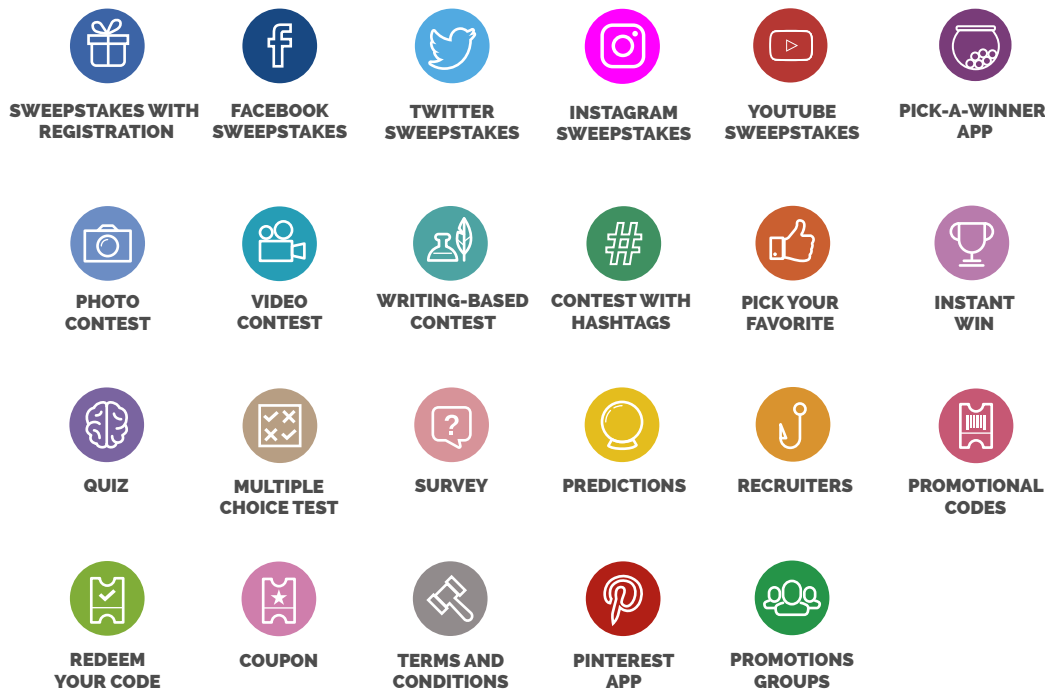 SWEEPSTAKES WITH
REGISTRATION
FACEBOOK
SWEEPSTAKES
TWITTER
SWEEPSTAKES
INSTAGRAM
SWEEPSTAKES
YOUTUBE
SWEEPSTAKES
PICK-A-WINNER
APP
PHOTO
CONTEST
VIDEO
CONTEST
WRITING-BASED
CONTEST
CONTEST WITH
HASHTAGS
PICK YOUR
FAVORITE
INSTANT
WIN
QUIZ
MULTIPLE
CHOICE TEST
SURVEY
PREDICTIONS
RECRUITERS
PROMOTIONAL
CODES
REDEEM
YOUR CODE
COUPON
TERMS AND
CONDITIONS
PINTEREST
APP
PROMOTIONS
GROUPS